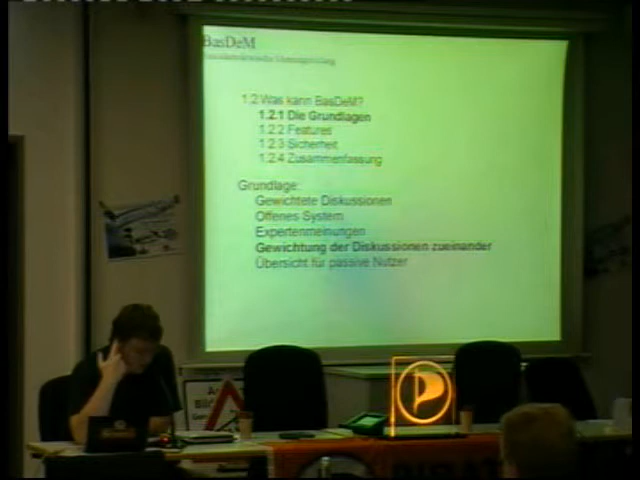 BasDeM
1.2 Was kann BasDeM?
1.2.1 Die Grundlagen
1.2.2 Features
1.2.3 Sicherheit
1.2.4 Zusammenfassung
Grundlage:
Gewichtete Diskussionen
Offenes System
Expertenmeinungen
Gewichtung der Diskussionen zueinander
Übersicht für passive Nutzer
P